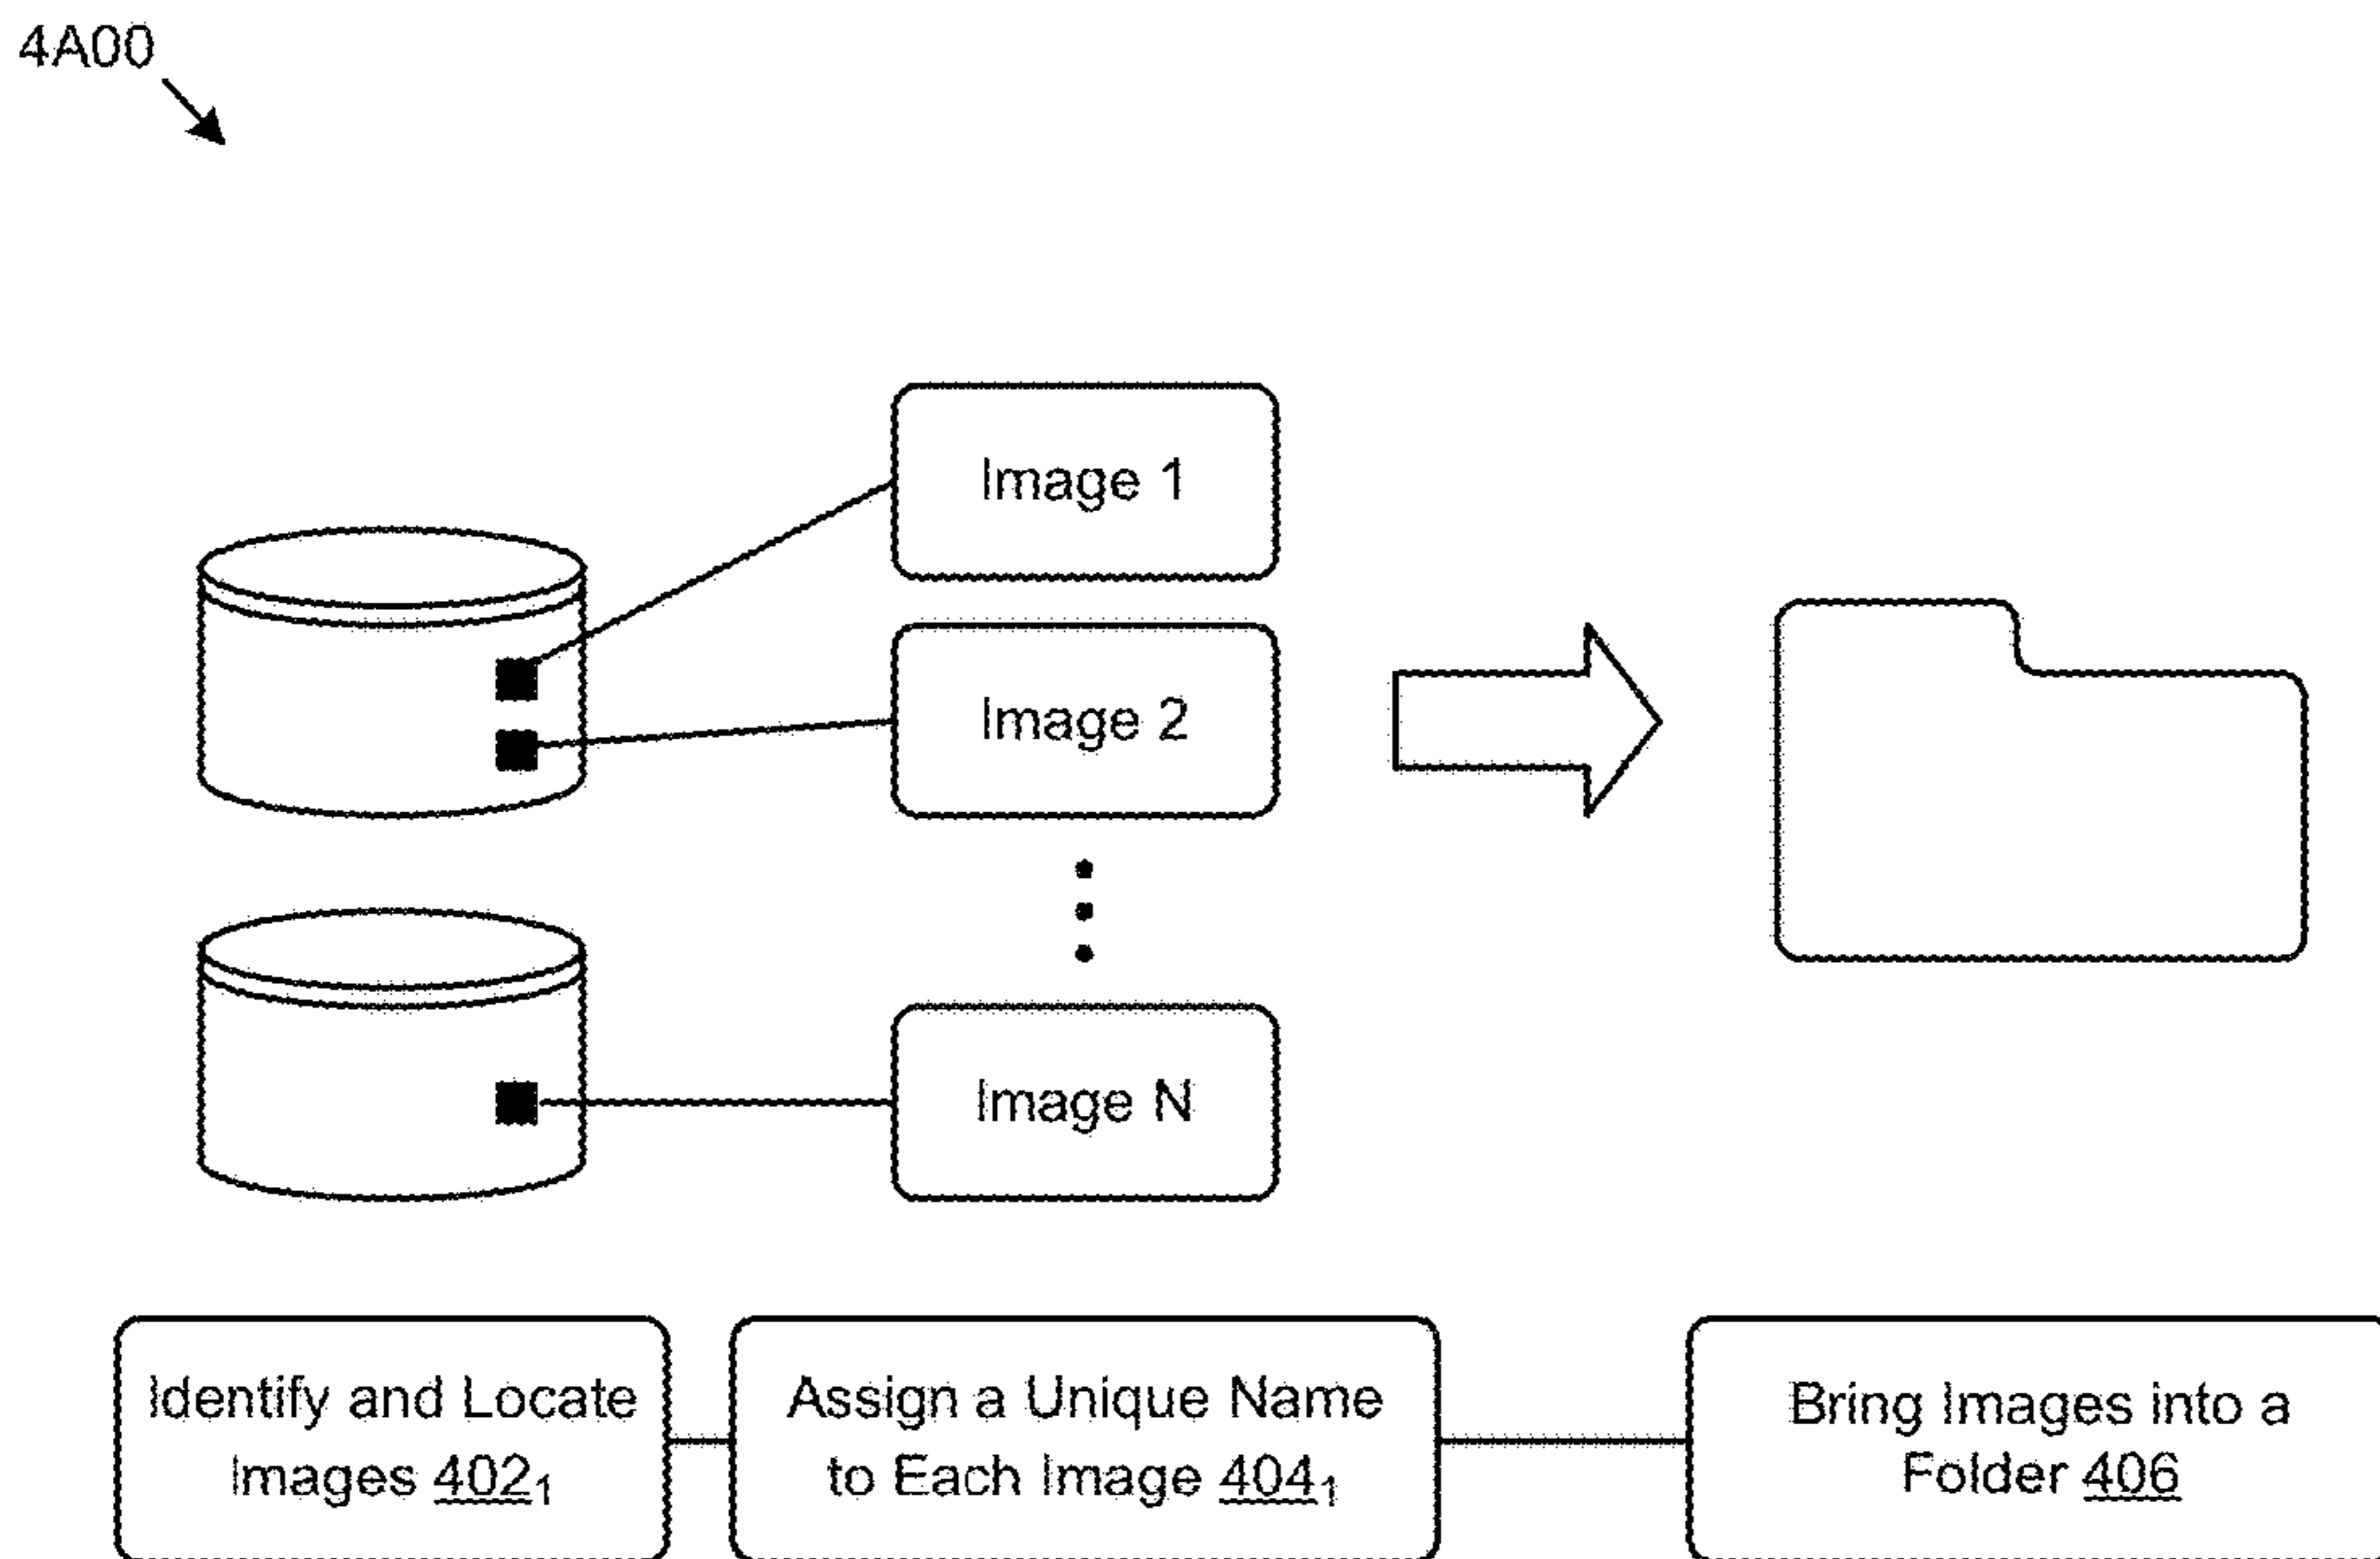 4A00
Image 1
Image 2
Image N
Identify and Locate
Images 402₁
Assign a Unique Name
to Each Image 404₁
Bring Images into a
Folder 406